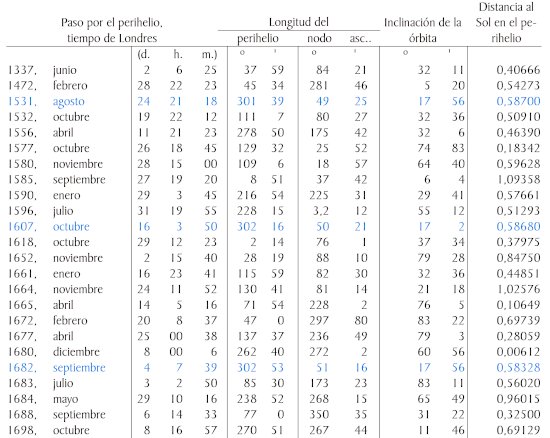 Paso por el perihelio, Longitud del Inclinación de la Distancia al
tiempo de Londres perihelio nodo asc.. órbita Sol en el pe-
(d. h. m.) o ' o ' o ' rihelio
1337, junio 2 6 25 37 59 84 21 32 11 0,40666
1472, febrero 28 22 23 45 34 281 46 5 20 0,54273
1531, agosto 24 21 18 301 39 49 25 17 56 0,58700
1532, octubre 19 22 12 111 7 80 27 32 36 0,50910
1556, abril 11 21 23 278 50 175 42 32 6 0,46390
1577, octubre 26 18 45 129 32 25 52 74 83 0,18342
1580, noviembre 28 15 00 109 6 18 57 64 40 0,59628
1585, septiembre 27 19 20 8 51 37 42 6 4 1,09358
1590, enero 29 3 45 216 54 225 31 29 41 0,57661
1596, julio 31 19 55 228 15 3,2 12 55 12 0,51293
1607, octubre 16 3 50 302 16 50 21 17 2 0,58680
1618, octubre 29 12 23 2 14 76 1 37 34 0,37975
1652, noviembre 2 15 40 28 19 88 10 79 28 0,84750
1661, enero 16 23 41 115 59 82 30 32 36 0,44851
1664, noviembre 24 11 52 130 41 81 14 21 18 1,02576
1665, abril 14 5 16 71 54 228 2 76 5 0,10649
1672, febrero 20 8 37 47 0 297 80 83 22 0,69739
1677, abril 25 00 38 137 37 236 49 79 3 0,28059
1680, diciembre 8 00 6 262 40 272 2 60 56 0,00612
1682, septiembre 4 7 39 302 53 51 16 17 56 0,58328
1683, julio 3 2 50 85 30 173 23 83 11 0,56020
1684, mayo 29 10 16 238 52 268 15 65 49 0,96015
1688, septiembre 6 14 33 77 0 350 35 31 22 0,32500
1698, octubre 8 16 57 270 51 267 44 11 46 0,69129